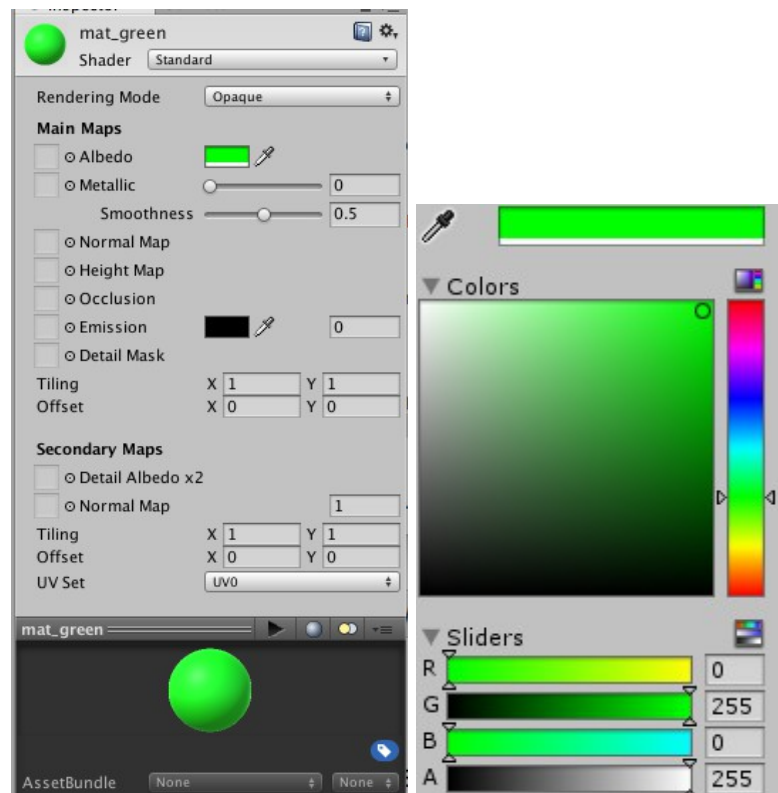 mat_green
Shader Standard
Rendering Mode Opaque
Main Maps
Albedo
Metallic 0
Smoothness 0.5
Normal Map
Height Map
Occlusion
Emission 0
Detail Mask
Tiling X 1 Y 1
Offset X 0 Y 0
Secondary Maps
Detail Albedo x2
Normal Map 1
Tiling X 1 Y 1
Offset X 0 Y 0
UV Set UV0
mat_green
AssetBundle None None
Colors
Sliders
R 0
G 255
B 0
A 255